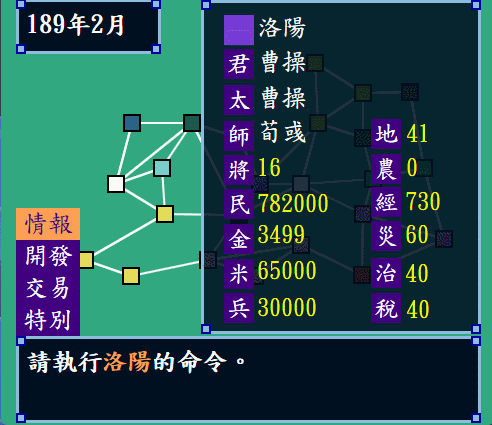 189年2月
洛陽
君 曹操
太 曹操
師 荀彧
將 16
民 782000
金 3499
米 65000
兵 30000
地 41
農 0
經 730
災 60
治 40
稅 40
情報
開發
交易
特別
請執行洛陽的命令。